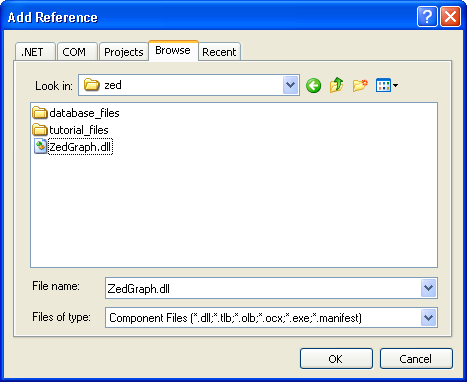 Add Reference
.NET COM Projects Browse Recent
Look in: zed
database_files
tutorial_files
ZedGraph.dll
File name: ZedGraph.dll
Files of type: Component Files (*.dll;*.tlb;*.olb;*.ocx;*.exe;*.manifest)
OK Cancel